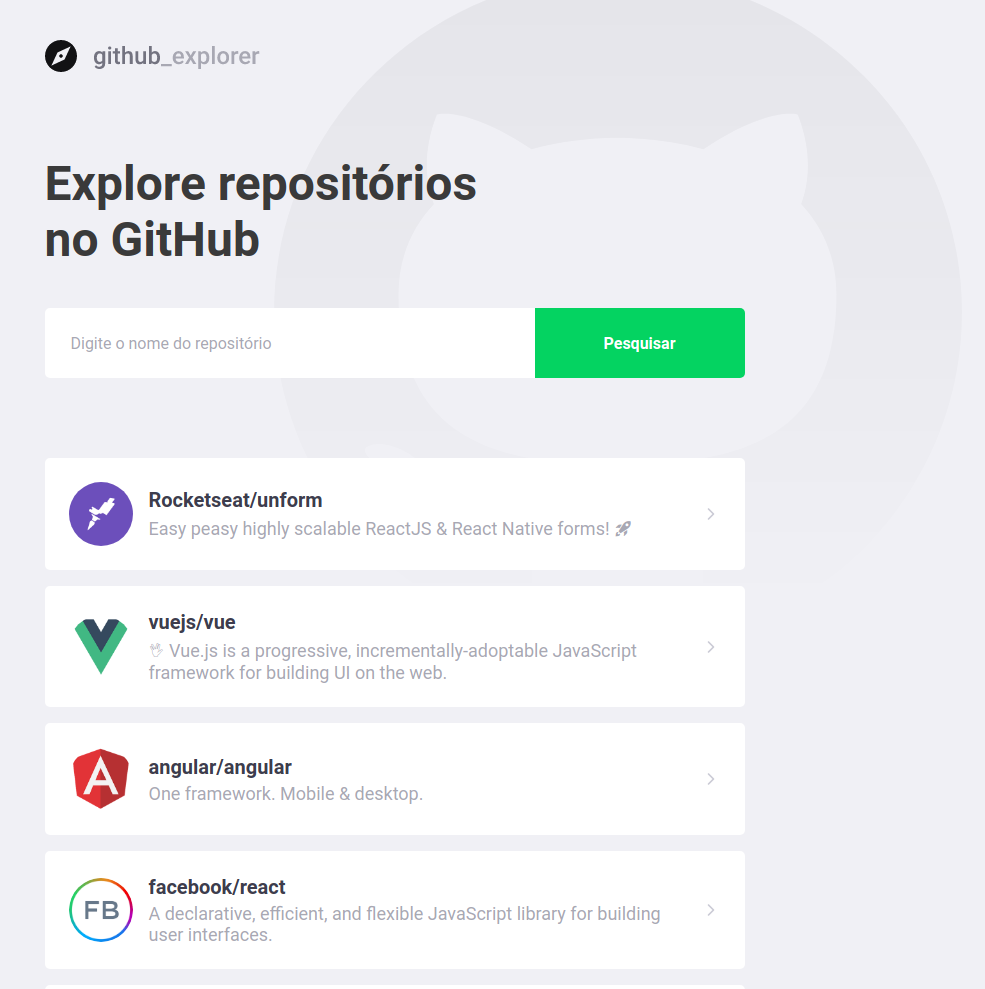 github_explorer
Explore repositórios
no GitHub
Digite o nome do repositório
Pesquisar
Rocketseat/unform
Easy peasy highly scalable ReactJS & React Native forms! 🚀
vuejs/vue
🖖 Vue.js is a progressive, incrementally-adoptable JavaScript
framework for building UI on the web.
angular/angular
One framework. Mobile & desktop.
FB
facebook/react
A declarative, efficient, and flexible JavaScript library for building
user interfaces.